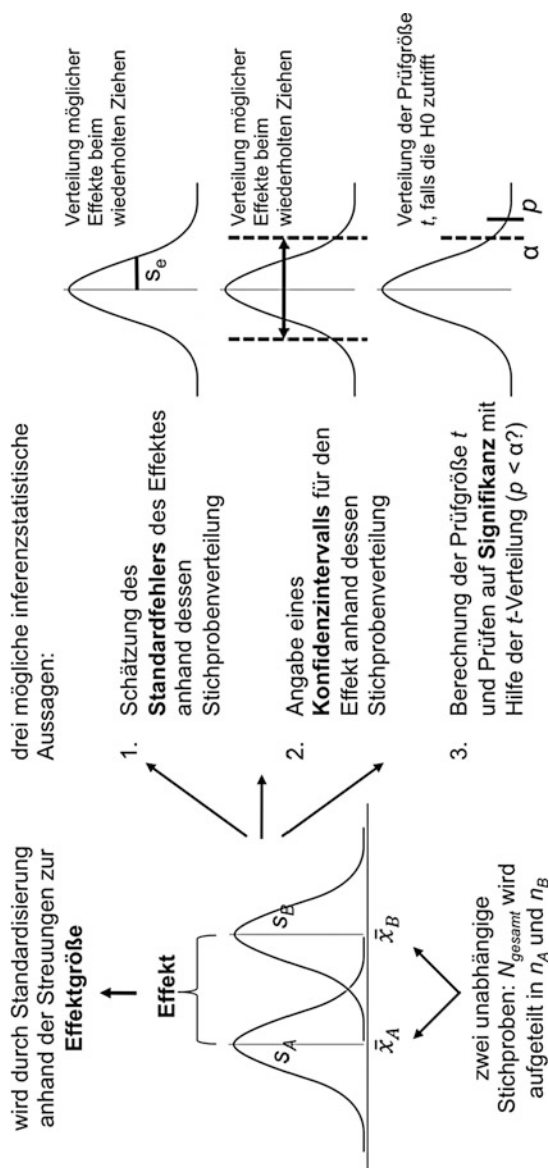 wird durch Standardisierung
anhand der Streuungen zur
Effektgröße
Effekt
s_A
s_B
x̄_A
x̄_B
zwei unabhängige
Stichproben: N_gesamt wird
aufgeteilt in n_A und n_B
drei mögliche inferenzstatistische
Aussagen:
1. Schätzung des
Standardfehlers des Effektes
anhand dessen
Stichprobenverteilung
s_e
Verteilung möglicher
Effekte beim
wiederholten Ziehen
2. Angabe eines
Konfidenzintervalls für den
Effekt anhand dessen
Stichprobenverteilung
Verteilung möglicher
Effekte beim
wiederholten Ziehen
3. Berechnung der Prüfgröße t
und Prüfen auf Signifikanz mit
Hilfe der t-Verteilung (p < α?)
Verteilung der Prüfgröße
t, falls die H0 zutrifft
α
p